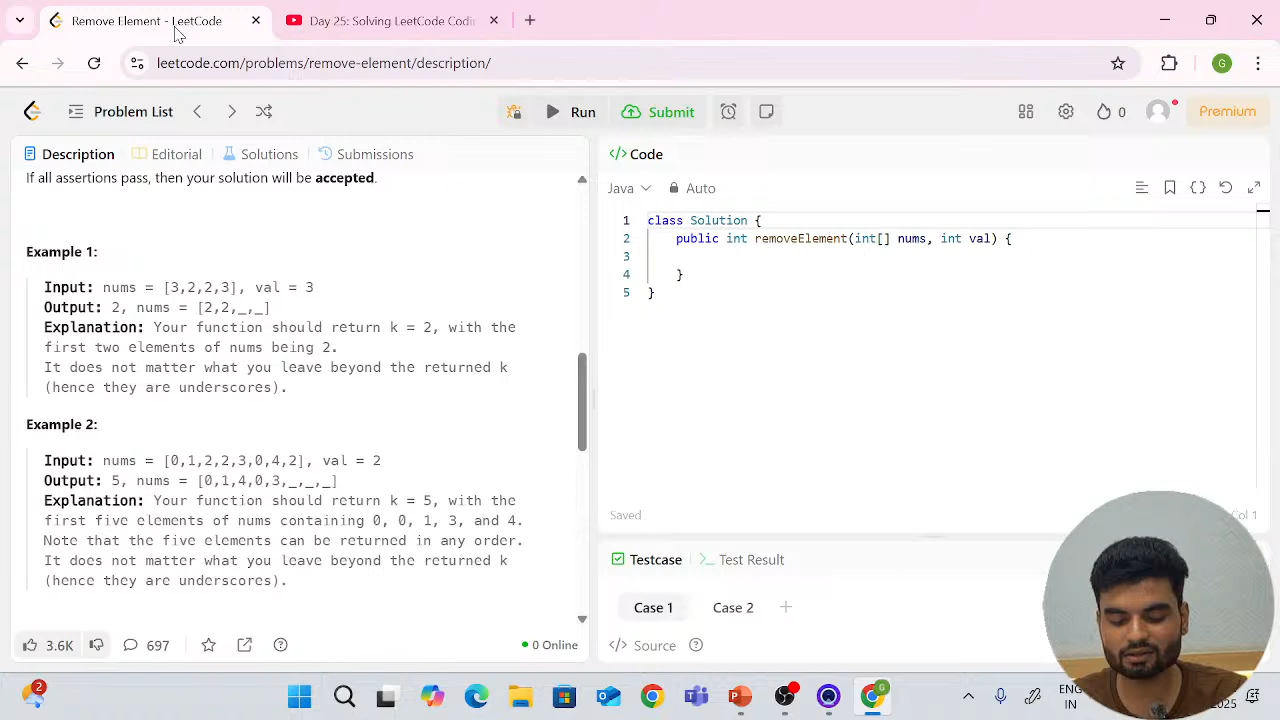 Remove Element - LeetCode
Day 25: Solving LeetCode Codi
leetcode.com/problems/remove-element/description/
G
Problem List
Run
Submit
0
Premium
Description
Editorial
Solutions
Submissions
If all assertions pass, then your solution will be accepted.
Example 1:
Input: nums = [3,2,2,3], val = 3
Output: 2, nums = [2,2,_,_]
Explanation: Your function should return k = 2, with the
first two elements of nums being 2.
It does not matter what you leave beyond the returned k
(hence they are underscores).
Example 2:
Input: nums = [0,1,2,2,3,0,4,2], val = 2
Output: 5, nums = [0,1,4,0,3,_,_,_]
Explanation: Your function should return k = 5, with the
first five elements of nums containing 0, 0, 1, 3, and 4.
Note that the five elements can be returned in any order.
It does not matter what you leave beyond the returned k
(hence they are underscores).
3.6K
697
0 Online
</> Code
Java
Auto
1 class Solution {
2 public int removeElement(int[] nums, int val) {
3
4 }
5 }
Saved
Col 1
Testcase
>_ Test Result
Case 1
Case 2
</> Source
2
G
ENG
IN
2025